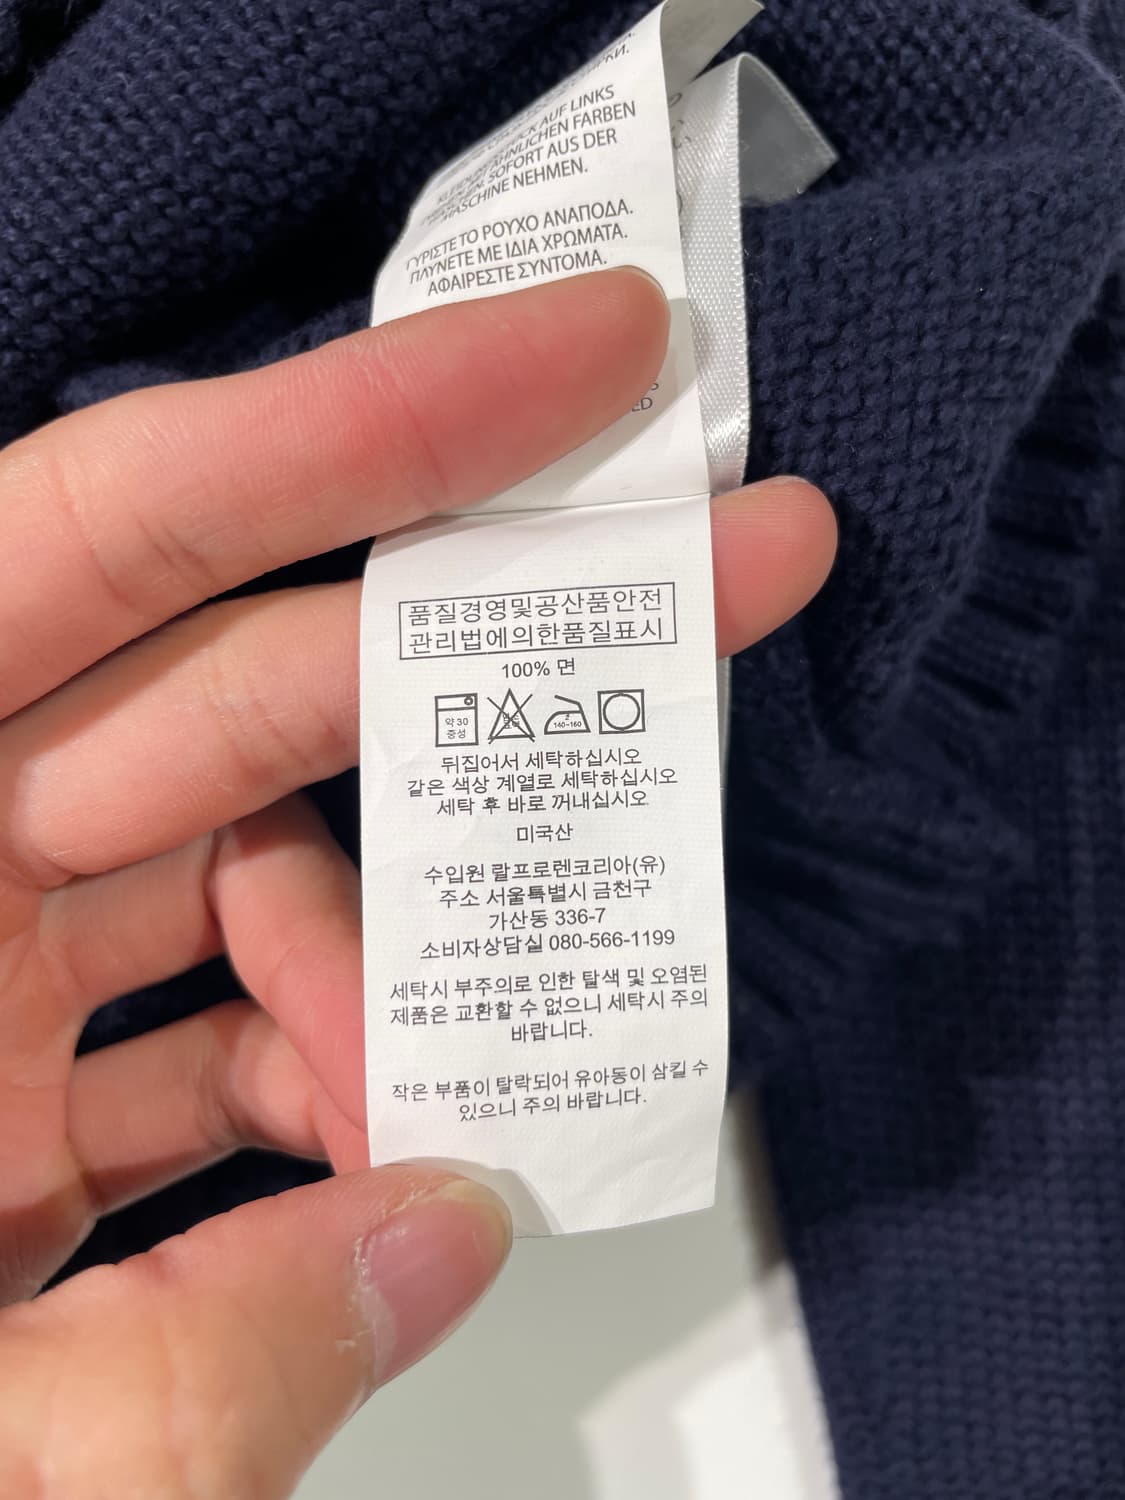 AUF LINKS
ÄHNLICHEN FARBEN
SOFORT AUS DER
MASCHINE NEHMEN.
ΓΥΡΙΣΤΕ ΤΟ ΡΟΥΧΟ ΑΝΑΠΟΔΑ.
ΠΛΥΝΕΤΕ ΜΕ ΙΔΙΑ ΧΡΩΜΑΤΑ.
ΑΦΑΙΡΕΣΤΕ ΣΥΝΤΟΜΑ.
품질경영및공산품안전
관리법에의한품질표시
100% 면
약 30
중성
2
140~160
뒤집어서 세탁하십시오
같은 색상 계열로 세탁하십시오
세탁 후 바로 꺼내십시오
미국산
수입원 랄프로렌코리아(유)
주소 서울특별시 금천구
가산동 336-7
소비자상담실 080-566-1199
세탁시 부주의로 인한 탈색 및 오염된
제품은 교환할 수 없으니 세탁시 주의
바랍니다.
작은 부품이 탈락되어 유아동이 삼킬 수
있으니 주의 바랍니다.